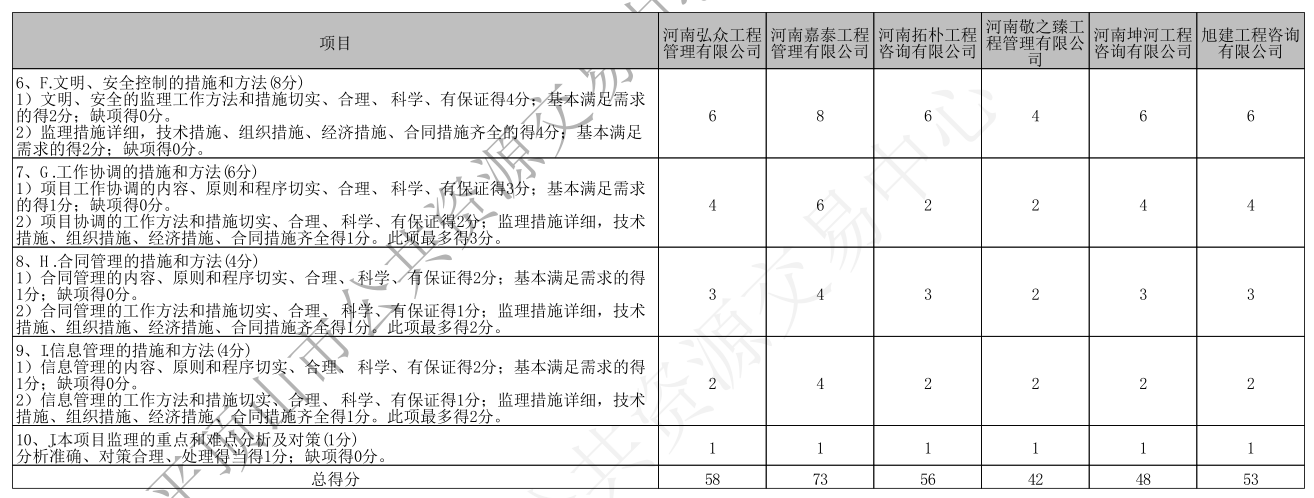 项目
河南弘众工程
管理有限公司
河南嘉泰工程
管理有限公司
河南拓朴工程
咨询有限公司
河南敬之臻工
程管理有限公
司
河南坤河工程
咨询有限公司
旭建工程咨询
有限公司
6、F.文明、安全控制的措施和方法(8分)
1）文明、安全的监理工作方法和措施切实、合理、 科学、有保证得4分；基本满足需求
的得2分；缺项得0分。
2）监理措施详细，技术措施、组织措施、经济措施、合同措施齐全的得4分；基本满足
需求的得2分；缺项得0分。
6 8 6 4 6 6
7、G.工作协调的措施和方法(6分)
1）项目工作协调的内容、原则和程序切实、合理、 科学、有保证得3分；基本满足需求
的得1分；缺项得0分。
2）项目协调的工作方法和措施切实、合理、科学、有保证得2分；监理措施详细，技术
措施、组织措施、经济措施、合同措施齐全得1分。此项最多得3分。
4 6 2 2 4 4
8、H.合同管理的措施和方法(4分)
1）合同管理的内容、原则和程序切实、合理、科学、有保证得2分；基本满足需求的得
1分；缺项得0分。
2）合同管理的工作方法和措施切实、合理、科学、有保证得1分；监理措施详细，技术
措施、组织措施、经济措施、合同措施齐全得1分。此项最多得2分。
3 4 3 2 3 3
9、I.信息管理的措施和方法(4分)
1）信息管理的内容、原则和程序切实、合理、科学、有保证得2分；基本满足需求的得
1分；缺项得0分。
2）信息管理的工作方法和措施切实、合理、科学、有保证得1分；监理措施详细，技术
措施、组织措施、经济措施、合同措施齐全得1分。此项最多得2分。
2 4 2 2 2 2
10、J.本项目监理的重点和难点分析及对策(1分)
分析准确、对策合理、处理得当得1分；缺项得0分。
1 1 1 1 1 1
总得分 58 73 56 42 48 53
平顶山市公共资源交易
公共资源交易中心